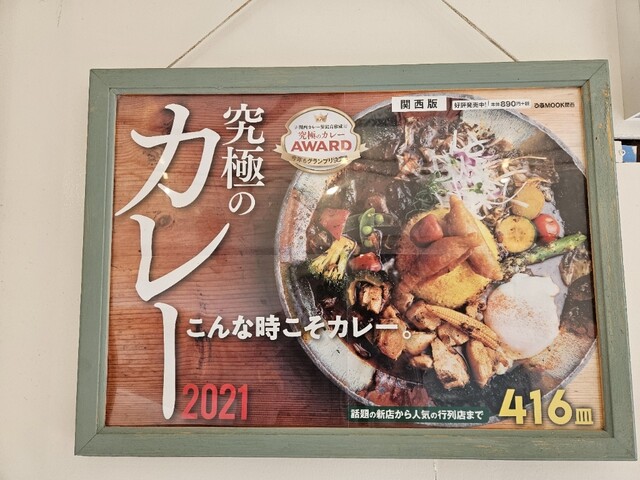 究極の
カレー
2021
こんな時こそカレー。
究極のカレー
AWARD
関西版
好評発売中!
本体890円+税
ぴあMOOK関西
話題の新店から人気の行列店まで
416皿